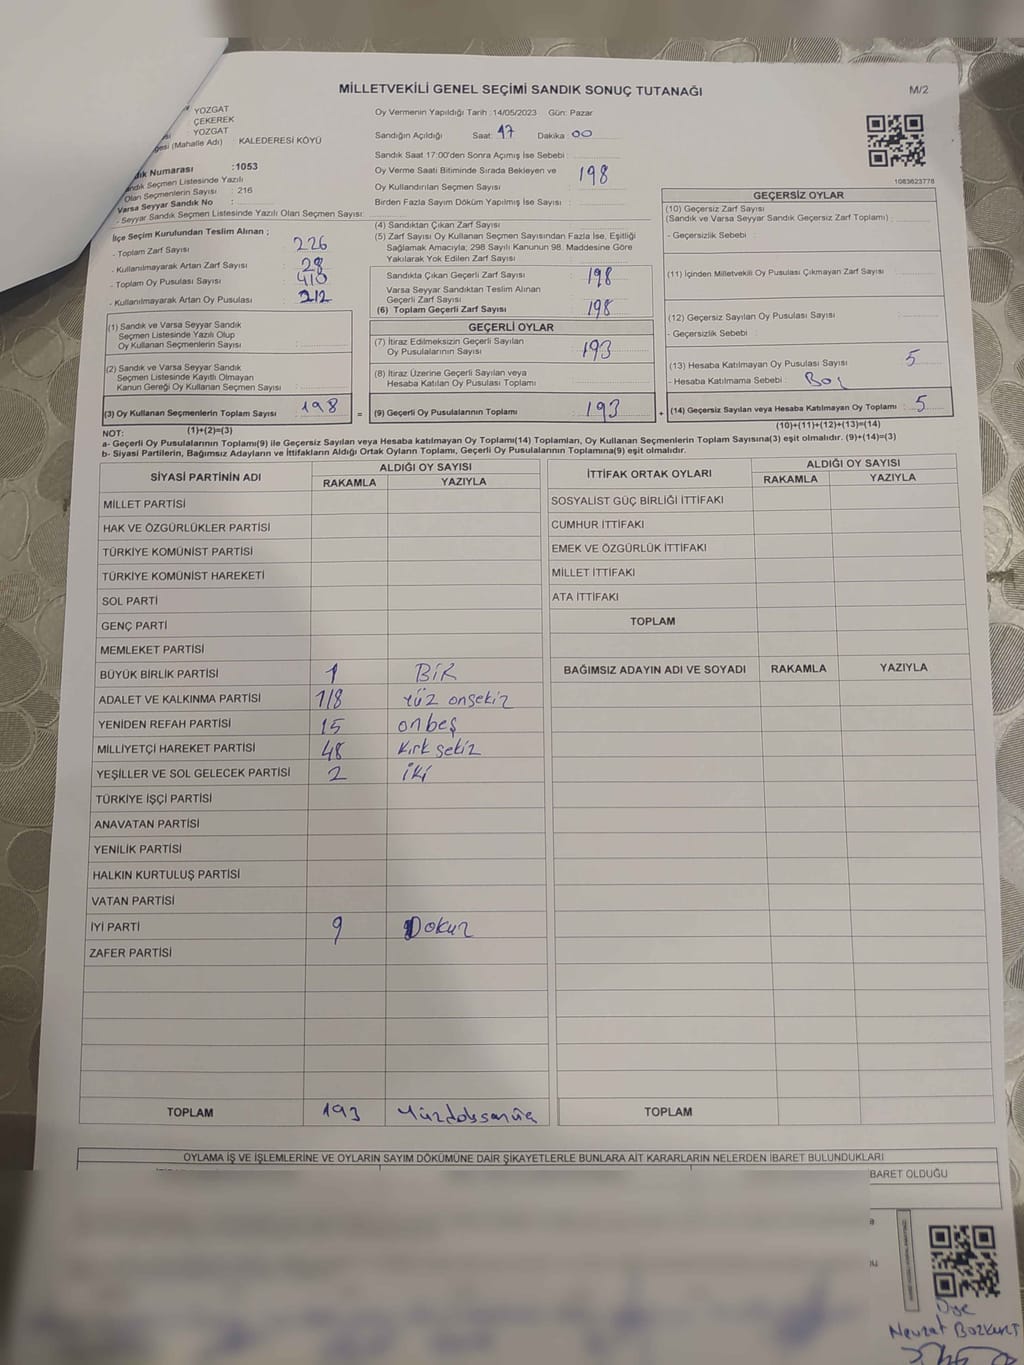 MİLLETVEKİLİ GENEL SEÇİMİ SANDIK SONUÇ TUTANAĞI
M/2
YOZGAT
ÇEKEREK
YOZGAT
(Mahalle Adı) : KALEDERESİ KÖYÜ
Numarası :1053
Sandık Seçmen Listesinde Yazılı
Olan Seçmenlerin Sayısı : 216
Varsa Seyyar Sandık No :
- Seyyar Sandık Seçmen Listesinde Yazılı Olan Seçmen Sayısı:
Oy Vermenin Yapıldığı Tarih :14/05/2023 Gün: Pazar
Sandığın Açıldığı Saat: 17 Dakika: 00
Sandık Saat 17:00'den Sonra Açımış İse Sebebi :
Oy Verme Saati Bitiminde Sırada Bekleyen ve
Oy Kullandırılan Seçmen Sayısı :
Birden Fazla Sayım Döküm Yapılmış İse Sayısı :
(4) Sandıktan Çıkan Zarf Sayısı : 198
(5) Zarf Sayısı Oy Kullanan Seçmen Sayısından Fazla İse, Eşitliği
Sağlamak Amacıyla; 298 Sayılı Kanunun 98. Maddesine Göre
Yakılarak Yok Edilen Zarf Sayısı :
1083623778
İlçe Seçim Kurulundan Teslim Alınan ;
- Toplam Zarf Sayısı : 226
- Kullanılmayarak Artan Zarf Sayısı : 28
- Toplam Oy Pusulası Sayısı : 410
- Kullanılmayarak Artan Oy Pusulası : 212
Sandıkta Çıkan Geçerli Zarf Sayısı : 198
Varsa Seyyar Sandıktan Teslim Alınan
Geçerli Zarf Sayısı :
(6) Toplam Geçerli Zarf Sayısı : 198
GEÇERSİZ OYLAR
(10) Geçersiz Zarf Sayısı
(Sandık ve Varsa Seyyar Sandık Geçersiz Zarf Toplamı) :
- Geçersizlik Sebebi :
(11) İçinden Milletvekili Oy Pusulası Çıkmayan Zarf Sayısı
(12) Geçersiz Sayılan Oy Pusulası Sayısı :
- Geçersizlik Sebebi :
(13) Hesaba Katılmayan Oy Pusulası Sayısı : 5
- Hesaba Katılmama Sebebi : Boş
(14) Geçersiz Sayılan veya Hesaba Katılmayan Oy Toplamı : 5
(10)+(11)+(12)+(13)=(14)
(1) Sandık ve Varsa Seyyar Sandık
Seçmen Listesinde Yazılı Olup
Oy Kullanan Seçmenlerin Sayısı :
(2) Sandık ve Varsa Seyyar Sandık
Seçmen Listesinde Kayıtlı Olmayan
Kanun Gereği Oy Kullanan Seçmen Sayısı :
(3) Oy Kullanan Seçmenlerin Toplam Sayısı : 198 =
(1)+(2)=(3)
GEÇERLİ OYLAR
(7) İtiraz Edilmeksizin Geçerli Sayılan
Oy Pusulalarının Sayısı : 193
(8) İtiraz Üzerine Geçerli Sayılan veya
Hesaba Katılan Oy Pusulası Toplamı :
(9) Geçerli Oy Pusulalarının Toplamı : 193 +
NOT:
a- Geçerli Oy Pusulalarının Toplamı(9) ile Geçersiz Sayılan veya Hesaba katılmayan Oy Toplamı(14) Toplamları, Oy Kullanan Seçmenlerin Toplam Sayısına(3) eşit olmalıdır. (9)+(14)=(3)
b- Siyasi Partilerin, Bağımsız Adayların ve İttifakların Aldığı Ortak Oyların Toplamı, Geçerli Oy Pusulalarının Toplamına(9) eşit olmalıdır.
SİYASİ PARTİNİN ADI
ALDIĞI OY SAYISI
RAKAMLA YAZIYLA
MİLLET PARTİSİ
HAK VE ÖZGÜRLÜKLER PARTİSİ
TÜRKİYE KOMÜNİST PARTİSİ
TÜRKİYE KOMÜNİST HAREKETİ
SOL PARTİ
GENÇ PARTİ
MEMLEKET PARTİSİ
BÜYÜK BİRLİK PARTİSİ 1 BİR
ADALET VE KALKINMA PARTİSİ 118 Yüz onsekiz
YENİDEN REFAH PARTİSİ 15 onbeş
MİLLİYETÇİ HAREKET PARTİSİ 48 Kırk sekiz
YEŞİLLER VE SOL GELECEK PARTİSİ 2 iki
TÜRKİYE İŞÇİ PARTİSİ
ANAVATAN PARTİSİ
YENİLİK PARTİSİ
HALKIN KURTULUŞ PARTİSİ
VATAN PARTİSİ
İYİ PARTİ 9 Dokuz
ZAFER PARTİSİ
TOPLAM 193 Yüzdoksanüç
İTTİFAK ORTAK OYLARI
ALDIĞI OY SAYISI
RAKAMLA YAZIYLA
SOSYALİST GÜÇ BİRLİĞİ İTTİFAKI
CUMHUR İTTİFAKI
EMEK VE ÖZGÜRLÜK İTTİFAKI
MİLLET İTTİFAKI
ATA İTTİFAKI
TOPLAM
BAĞIMSIZ ADAYIN ADI VE SOYADI RAKAMLA YAZIYLA
TOPLAM
OYLAMA İŞ VE İŞLEMLERİNE VE OYLARIN SAYIM DÖKÜMÜNE DAİR ŞİKAYETLERLE BUNLARA AİT KARARLARIN NELERDEN İBARET BULUNDUKLARI
BARET OLDUĞU
Üye
Nevzat Bozkurt